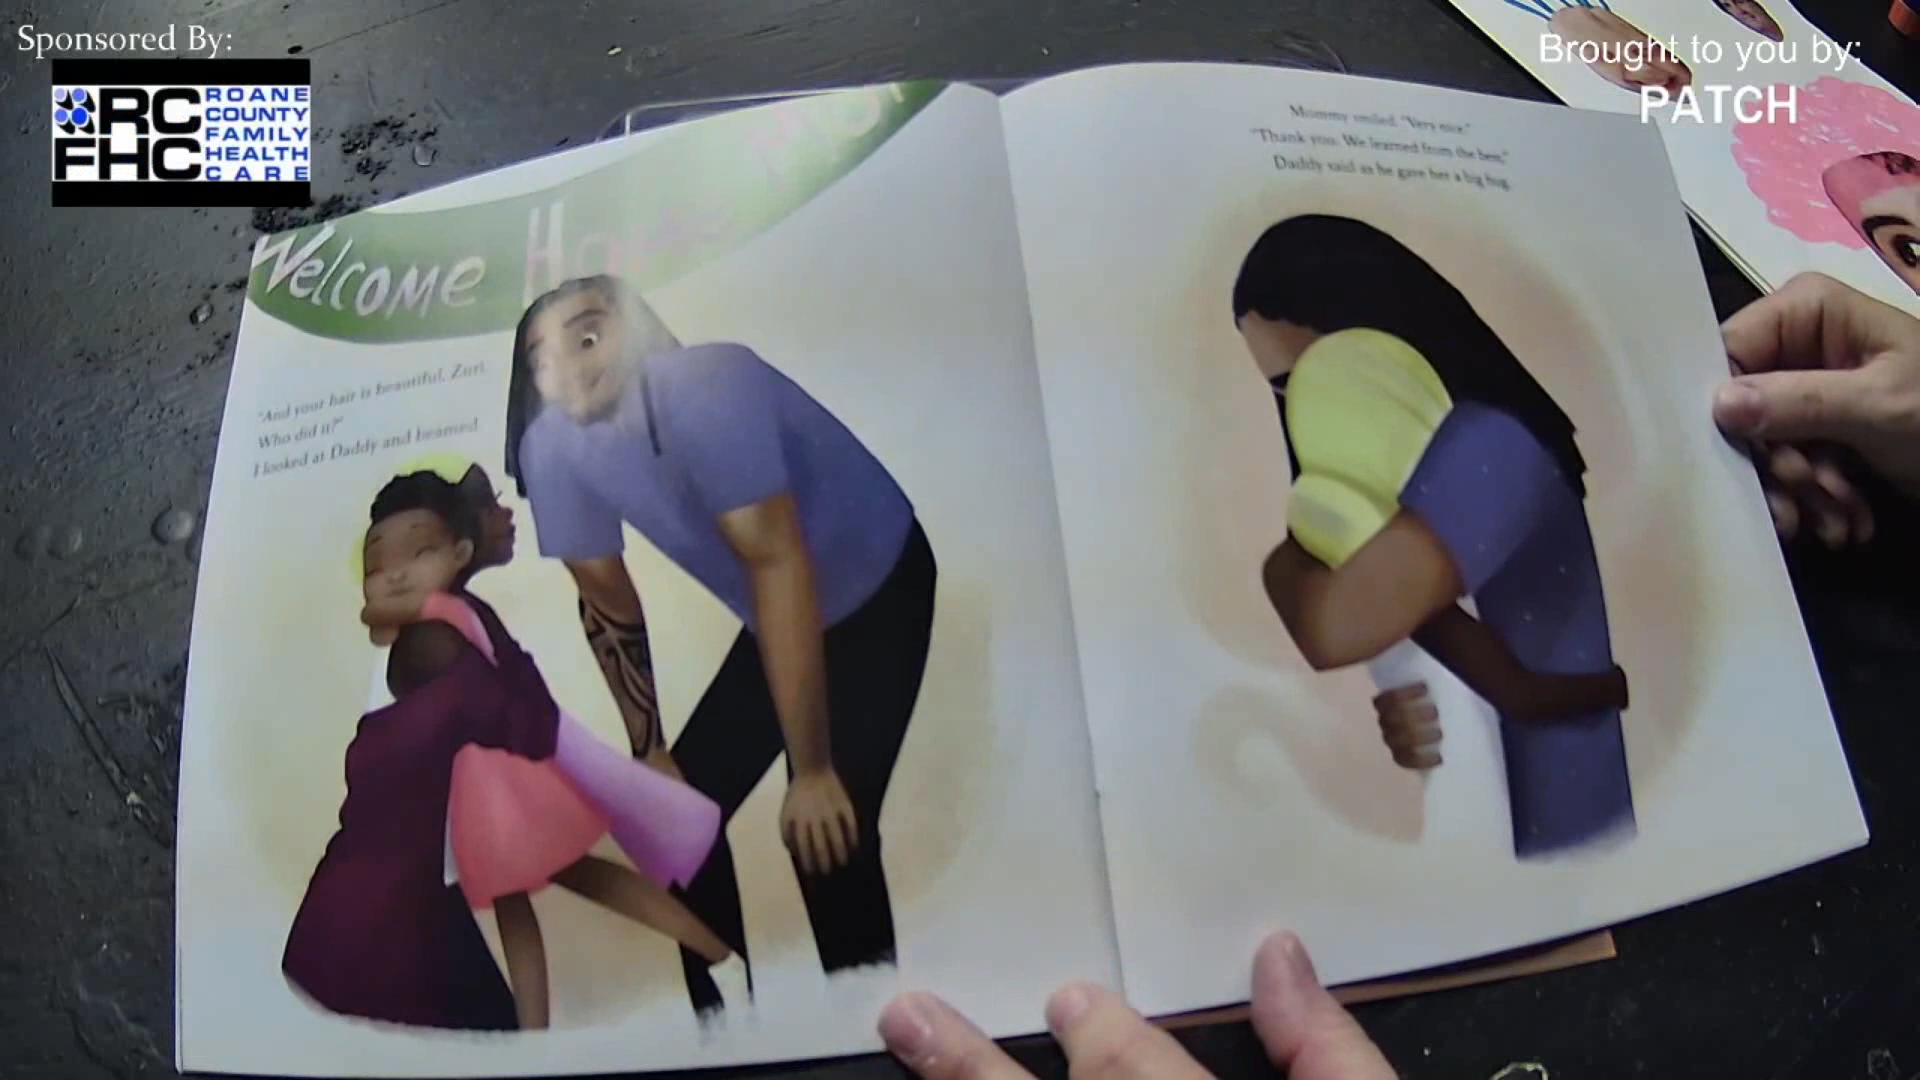 Sponsored By:
RC
FHC
ROANE
COUNTY
FAMILY
HEALTH
CARE
Brought to you by:
PATCH
Welcome
"And your hair is beautiful, Zuri.
Who did it?"
I looked at Daddy and beamed.
Mommy smiled. "Very nice."
"Thank you. We learned from the best,"
Daddy said as he gave her a big hug.